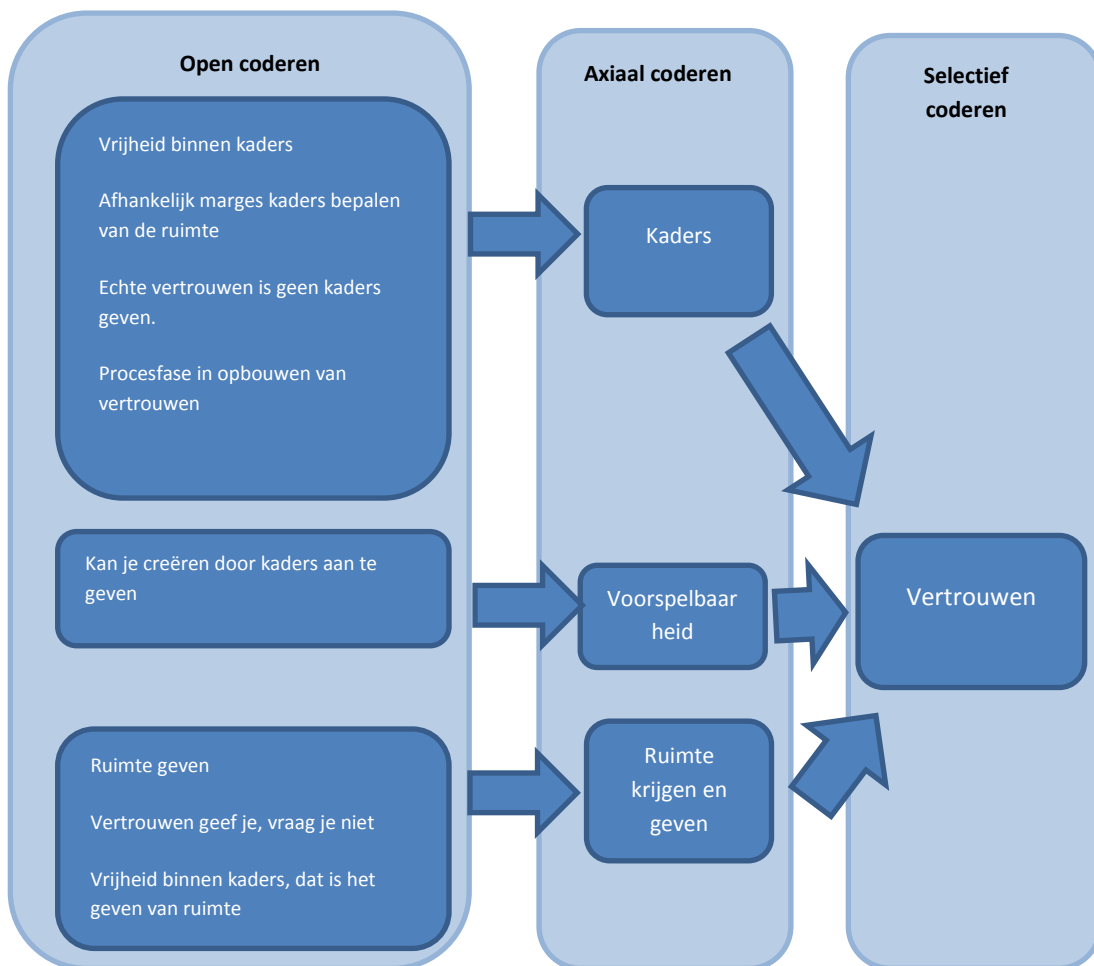 Open coderen
Vrijheid binnen kaders
Afhankelijk marges kaders bepalen
van de ruimte
Echte vertrouwen is geen kaders
geven.
Procesfase in opbouwen van
vertrouwen
Kan je creëren door kaders aan te
geven
Ruimte geven
Vertrouwen geef je, vraag je niet
Vrijheid binnen kaders, dat is het
geven van ruimte
Axiaal coderen
Kaders
Voorspelbaar
heid
Ruimte
krijgen en
geven
Selectief
coderen
Vertrouwen